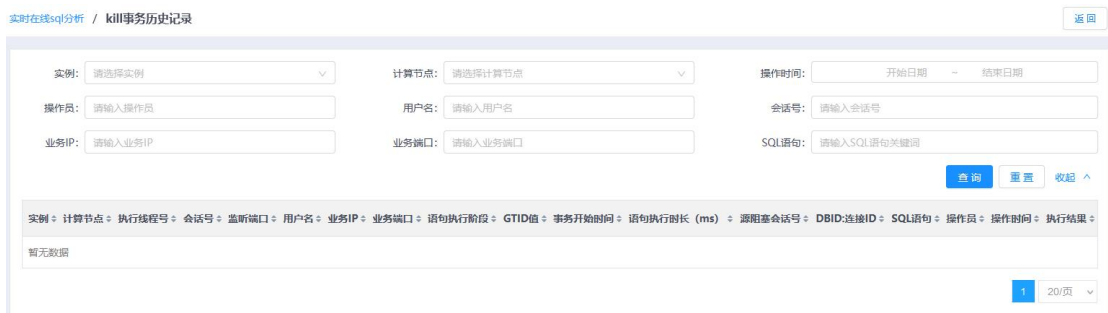 实时在线sql分析 / kill事务历史记录 返回
实例: 请选择实例 计算节点: 请选择计算节点 操作时间: 开始日期 ~ 结束日期
操作员: 请输入操作员 用户名: 请输入用户名 会话号: 请输入会话号
业务IP: 请输入业务IP 业务端口: 请输入业务端口 SQL语句: 请输入SQL语句关键词
查询 重置 收起
实例 计算节点 执行线程号 会话号 监听端口 用户名 业务IP 业务端口 语句执行阶段 GTID值 事务开始时间 语句执行时长（ms） 源阻塞会话号 DBID:连接ID SQL语句 操作员 操作时间 执行结果
暂无数据
1 20/页